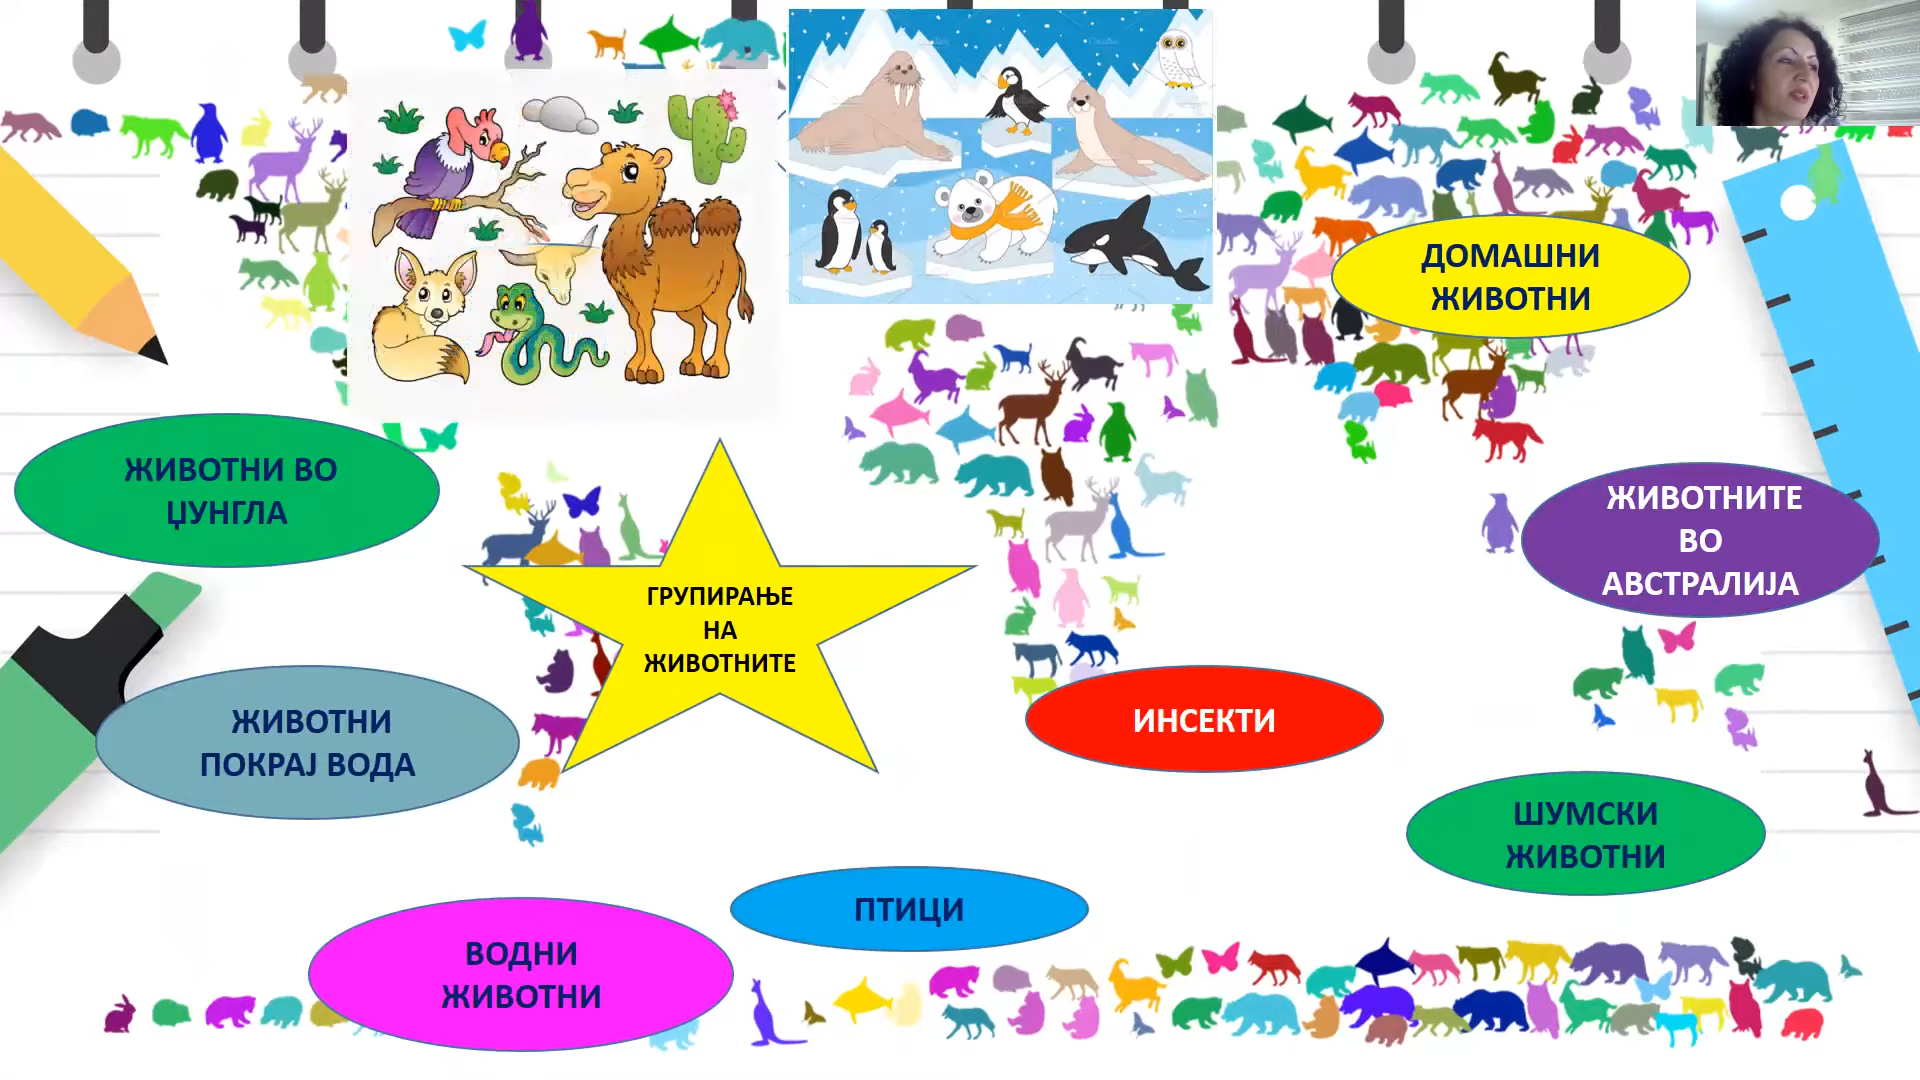 ДОМАШНИ
ЖИВОТНИ
ЖИВОТНИ ВО
ЏУНГЛА
ЖИВОТНИТЕ
ВО
АВСТРАЛИЈА
ГРУПИРАЊЕ
НА
ЖИВОТНИТЕ
ЖИВОТНИ
ПОКРАЈ ВОДА
ИНСЕКТИ
ШУМСКИ
ЖИВОТНИ
ПТИЦИ
ВОДНИ
ЖИВОТНИ